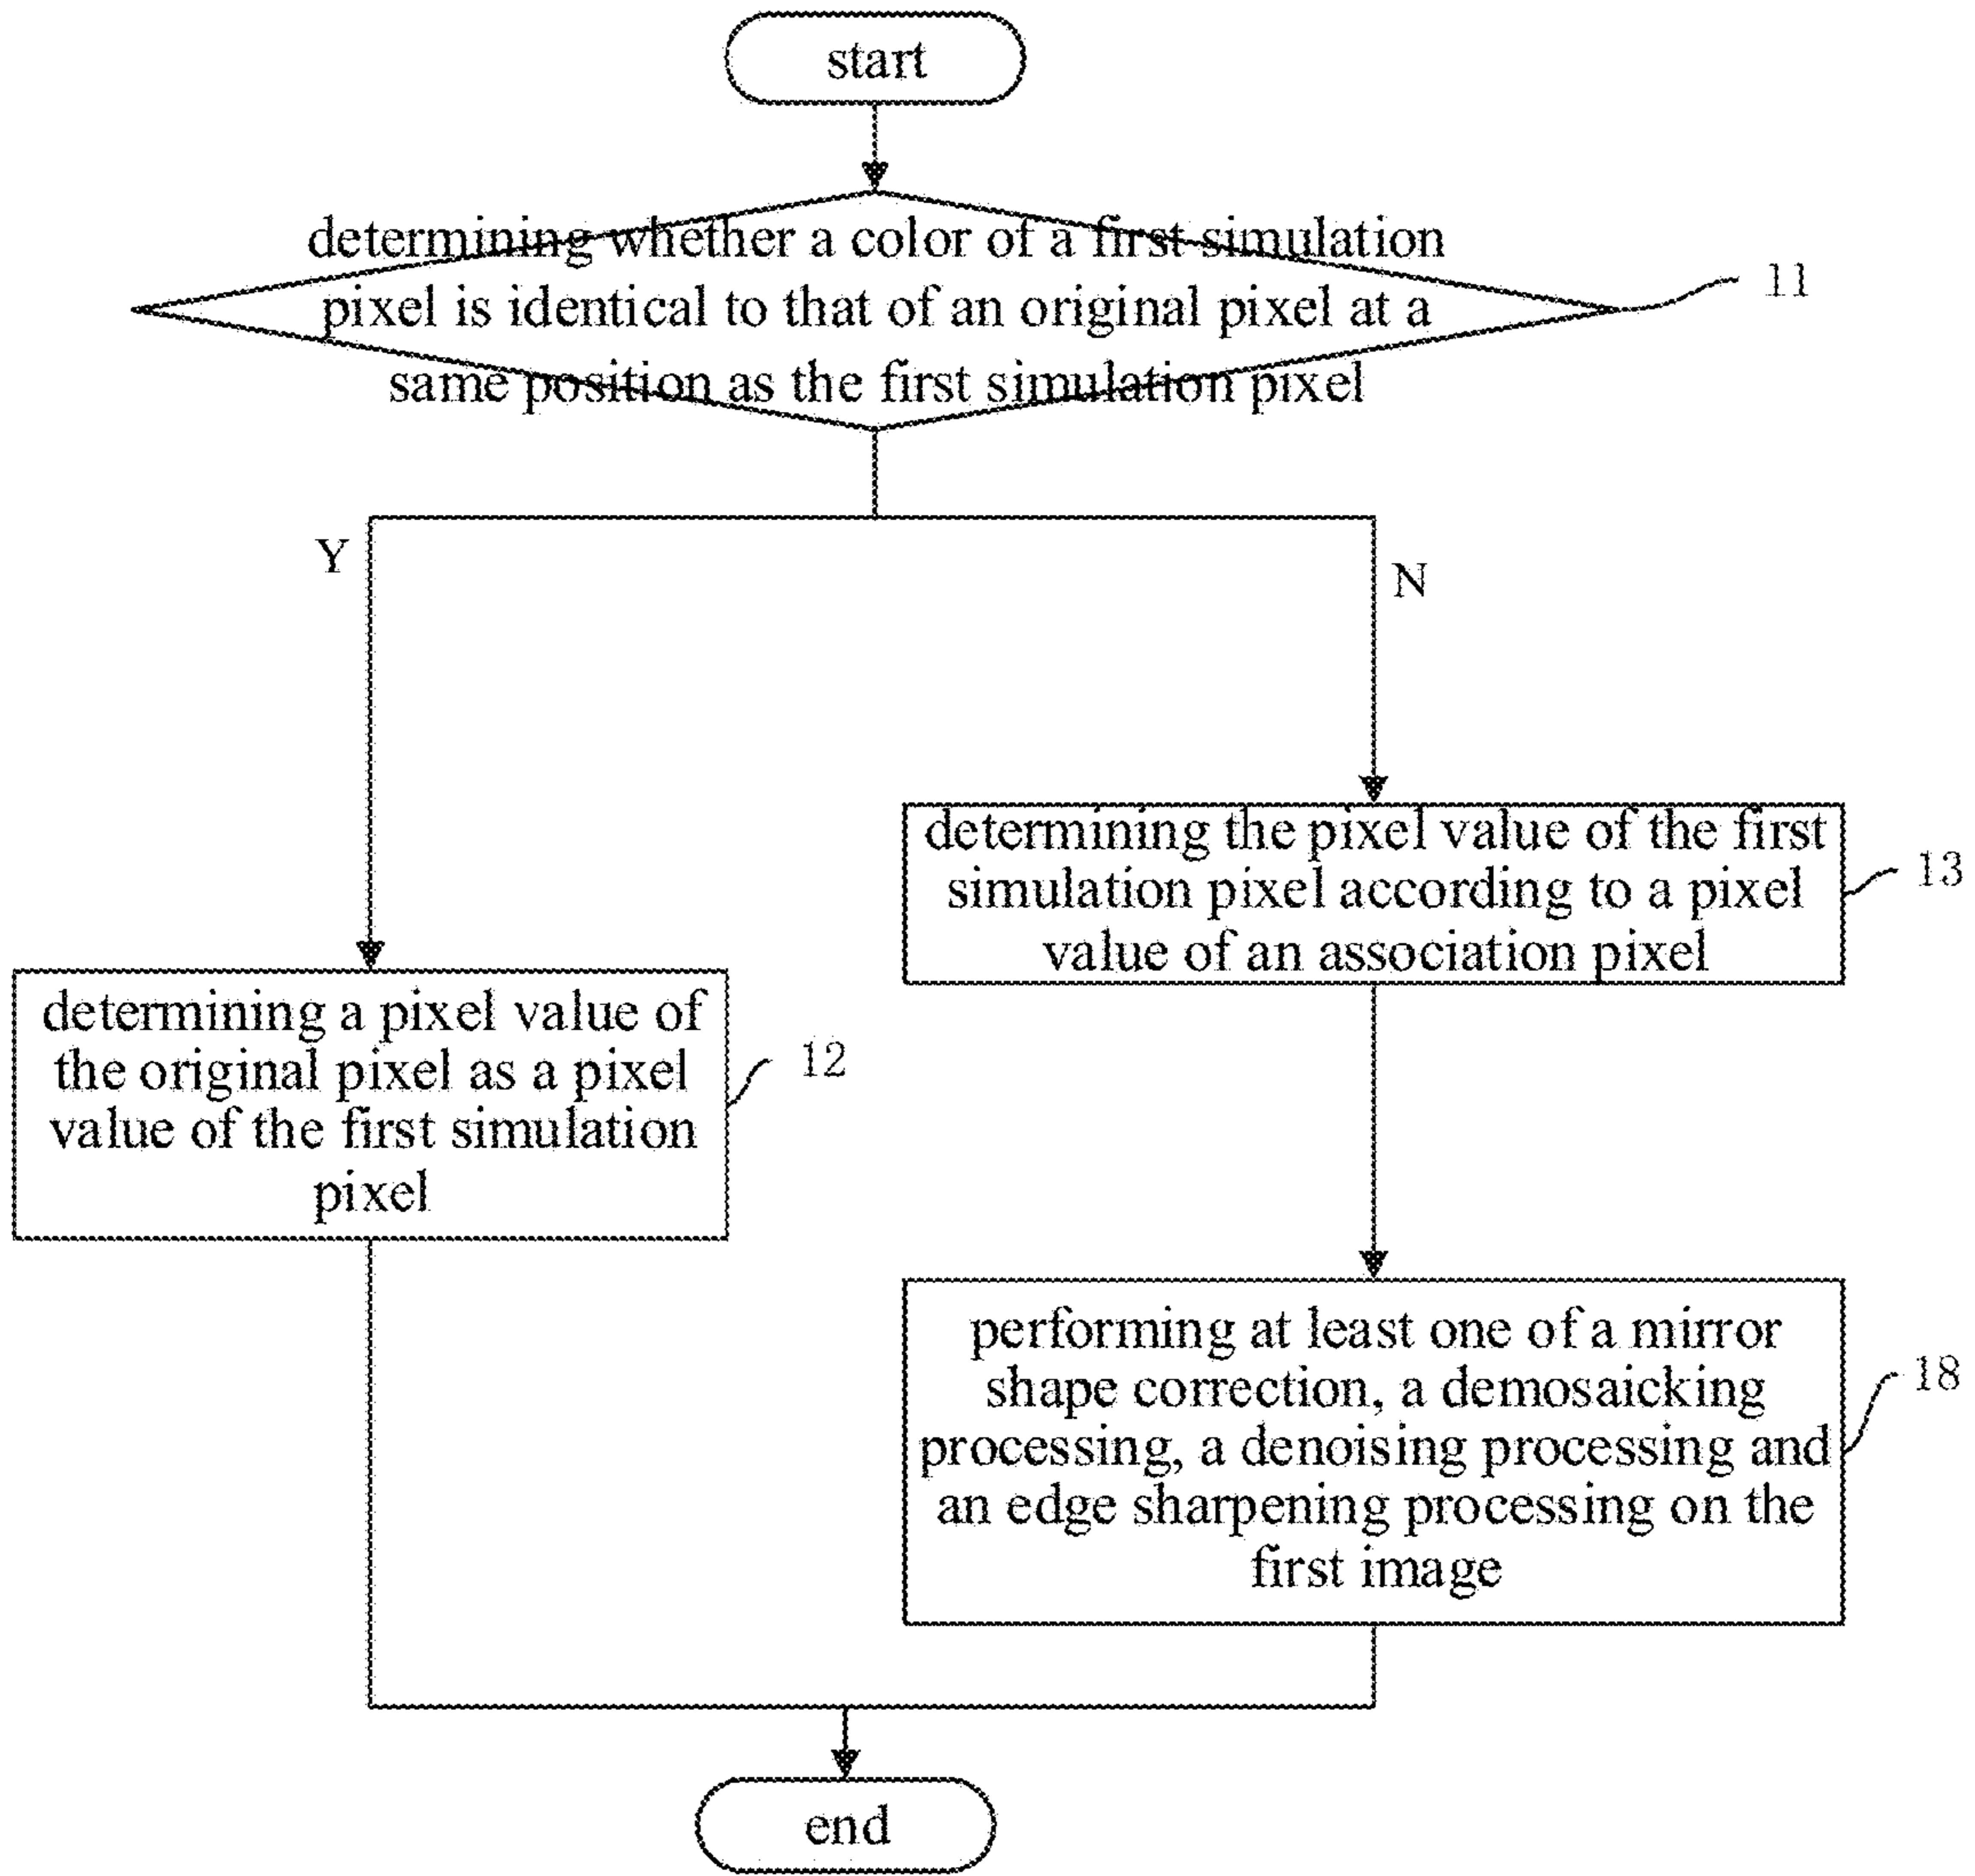 start
determining whether a color of a first simulation
pixel is identical to that of an original pixel at a
same position as the first simulation pixel
11
Y
N
determining the pixel value of the first
simulation pixel according to a pixel
value of an association pixel
13
determining a pixel value of
the original pixel as a pixel
value of the first simulation
pixel
12
performing at least one of a mirror
shape correction, a demosaicking
processing, a denoising processing and
an edge sharpening processing on the
first image
18
end